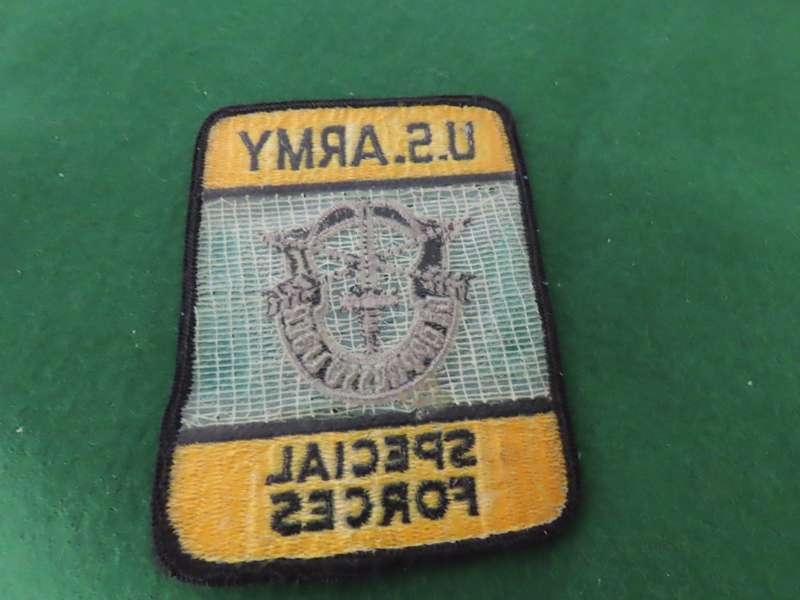 U.S. ARMY
SPECIAL
FORCES